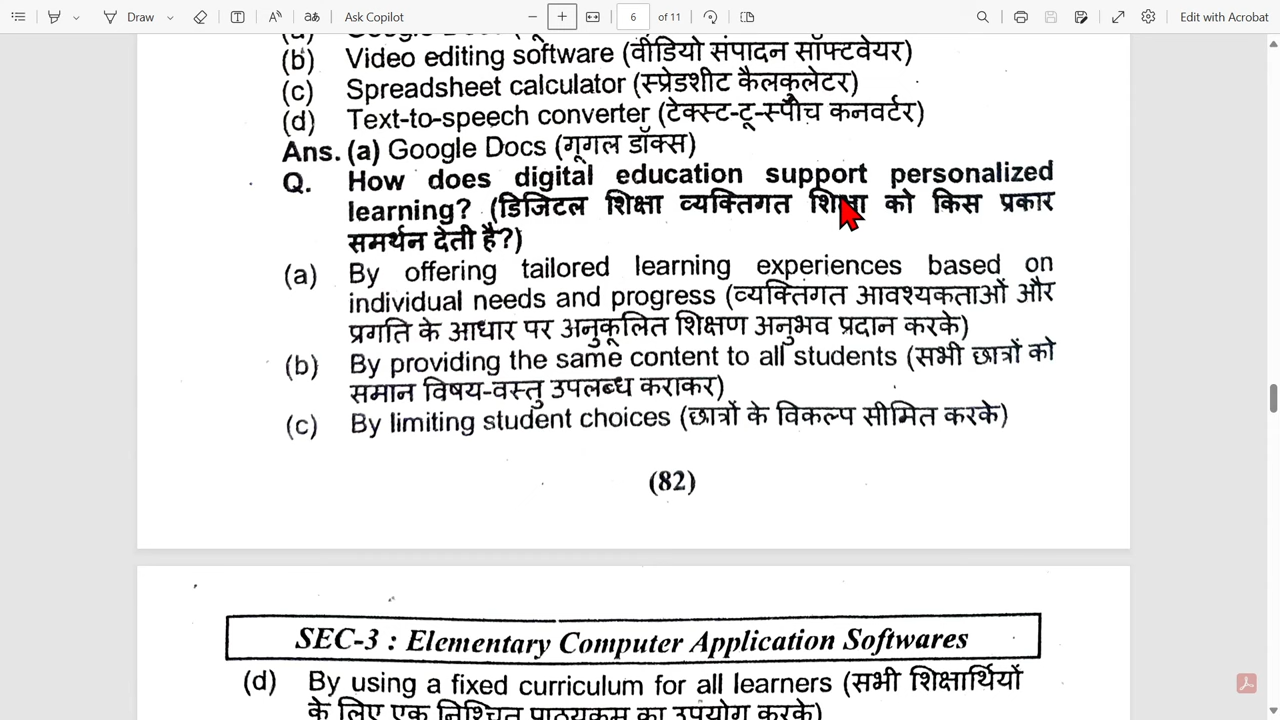 Draw
Ask Copilot
6 of 11
Edit with Acrobat
(b) Video editing software (वीडियो संपादन सॉफ्टवेयर)
(c) Spreadsheet calculator (स्प्रेडशीट कैलकुलेटर)
(d) Text-to-speech converter (टेक्स्ट-टू-स्पीच कनवर्टर)
Ans. (a) Google Docs (गूगल डॉक्स)
Q. How does digital education support personalized
learning? (डिजिटल शिक्षा व्यक्तिगत शिक्षा को किस प्रकार
समर्थन देती है?)
(a) By offering tailored learning experiences based on
individual needs and progress (व्यक्तिगत आवश्यकताओं और
प्रगति के आधार पर अनुकूलित शिक्षण अनुभव प्रदान करके)
(b) By providing the same content to all students (सभी छात्रों को
समान विषय-वस्तु उपलब्ध कराकर)
(c) By limiting student choices (छात्रों के विकल्प सीमित करके)
(82)
SEC-3 : Elementary Computer Application Softwares
(d) By using a fixed curriculum for all learners (सभी शिक्षार्थियों
के लिए एक निश्चित पाठ्यक्रम का उपयोग करके)